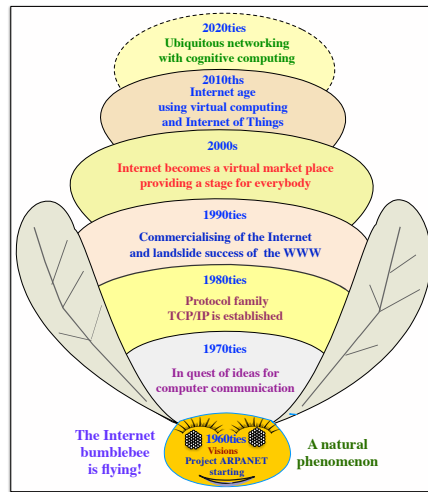 2020ties
Ubiquitous networking
with cognitive computing
2010ths
Internet age
using virtual computing
and Internet of Things
2000s
Internet becomes a virtual market place
providing a stage for everybody
1990ties
Commercialising of the Internet
and landslide success of the WWW
1980ties
Protocol family
TCP/IP is established
1970ties
In quest of ideas for
computer communication
1960ties
Visions
Project ARPANET
starting
The Internet
bumblebee
is flying!
A natural
phenomenon